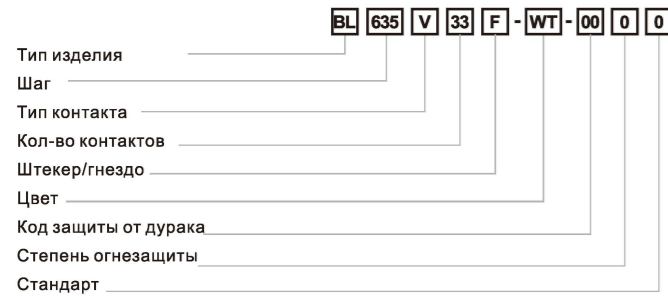 BL 635 V 33 F - WT - 00 0 0
Тип изделия
Шаг
Тип контакта
Кол-во контактов
Штекер/гнездо
Цвет
Код защиты от дурака
Степень огнезащиты
Стандарт